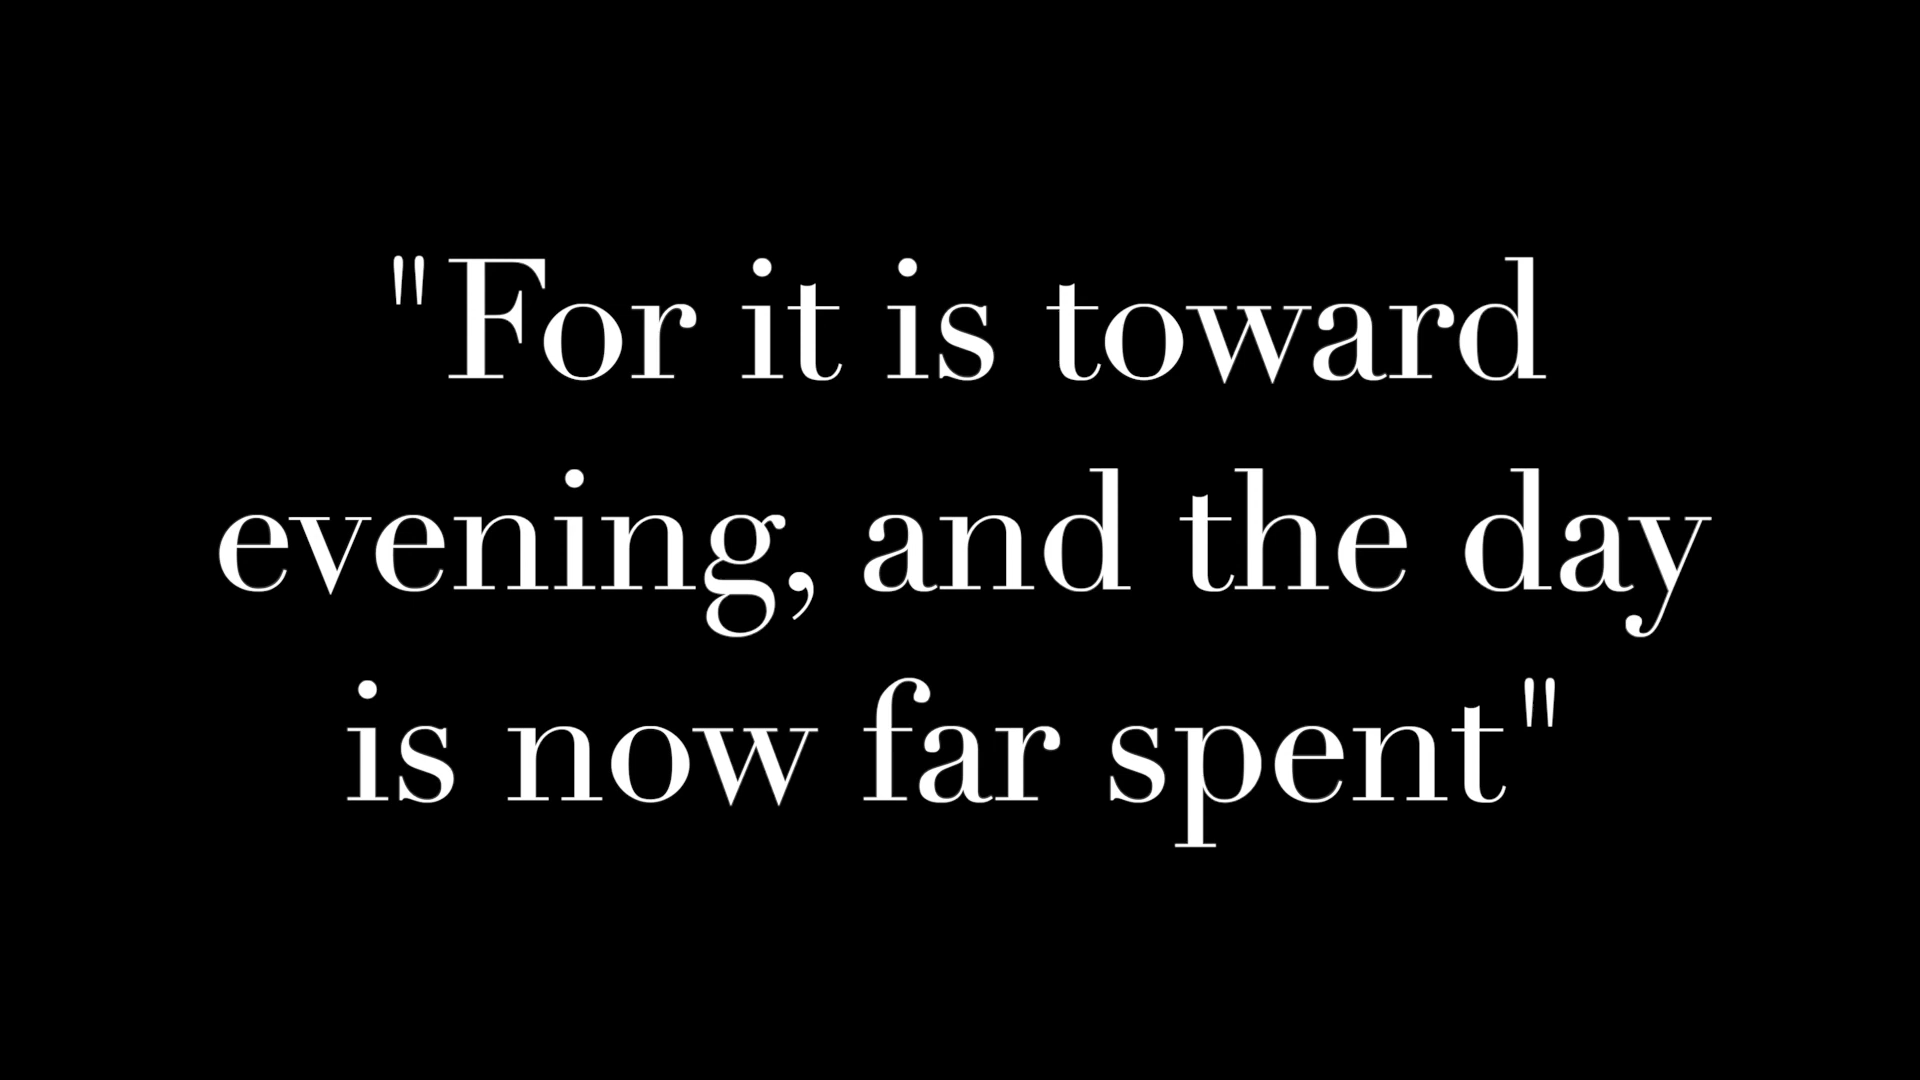 "For it is toward
evening, and the day
is now far spent"